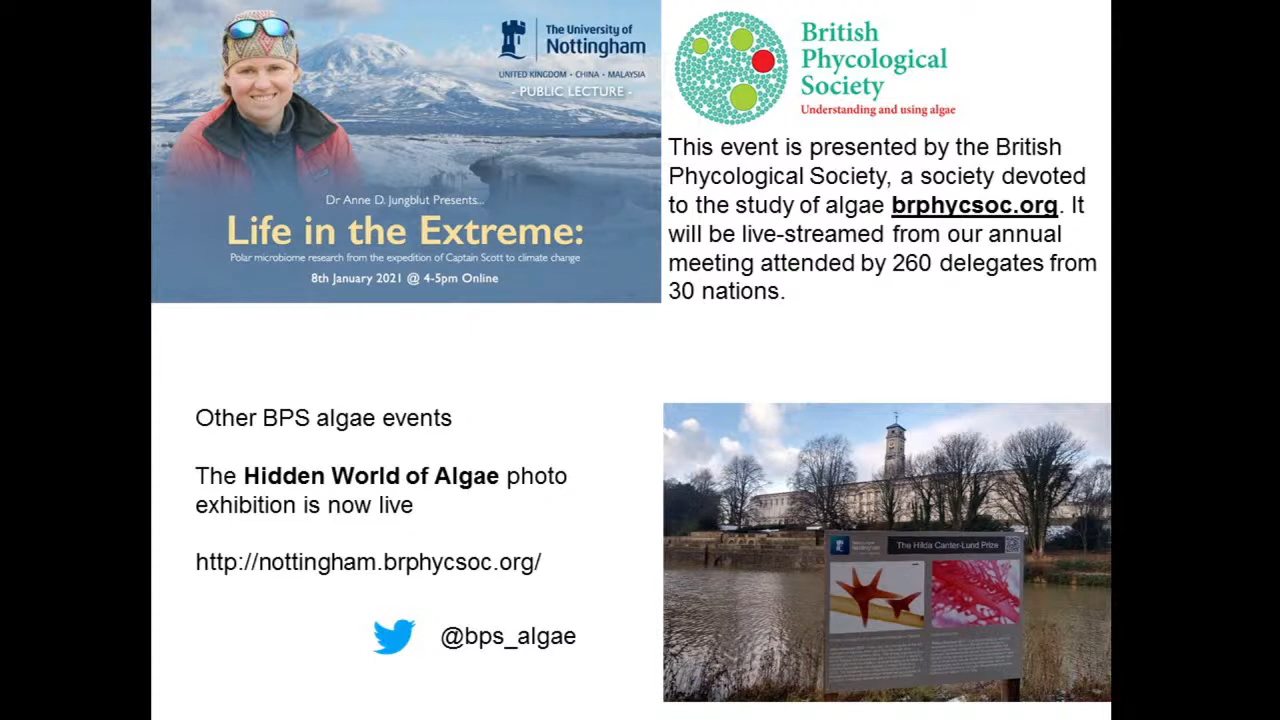 The University of
Nottingham
UNITED KINGDOM • CHINA • MALAYSIA
- PUBLIC LECTURE -
Dr Anne D. Jungblut Presents...
Life in the Extreme:
Polar microbiome research from the expedition of Captain Scott to climate change
8th January 2021 @ 4-5pm Online
British
Phycological
Society
Understanding and using algae
This event is presented by the British
Phycological Society, a society devoted
to the study of algae brphycsoc.org. It
will be live-streamed from our annual
meeting attended by 260 delegates from
30 nations.
Other BPS algae events
The Hidden World of Algae photo
exhibition is now live
http://nottingham.brphycsoc.org/
@bps_algae
The Hilda Canter-Lund Prize